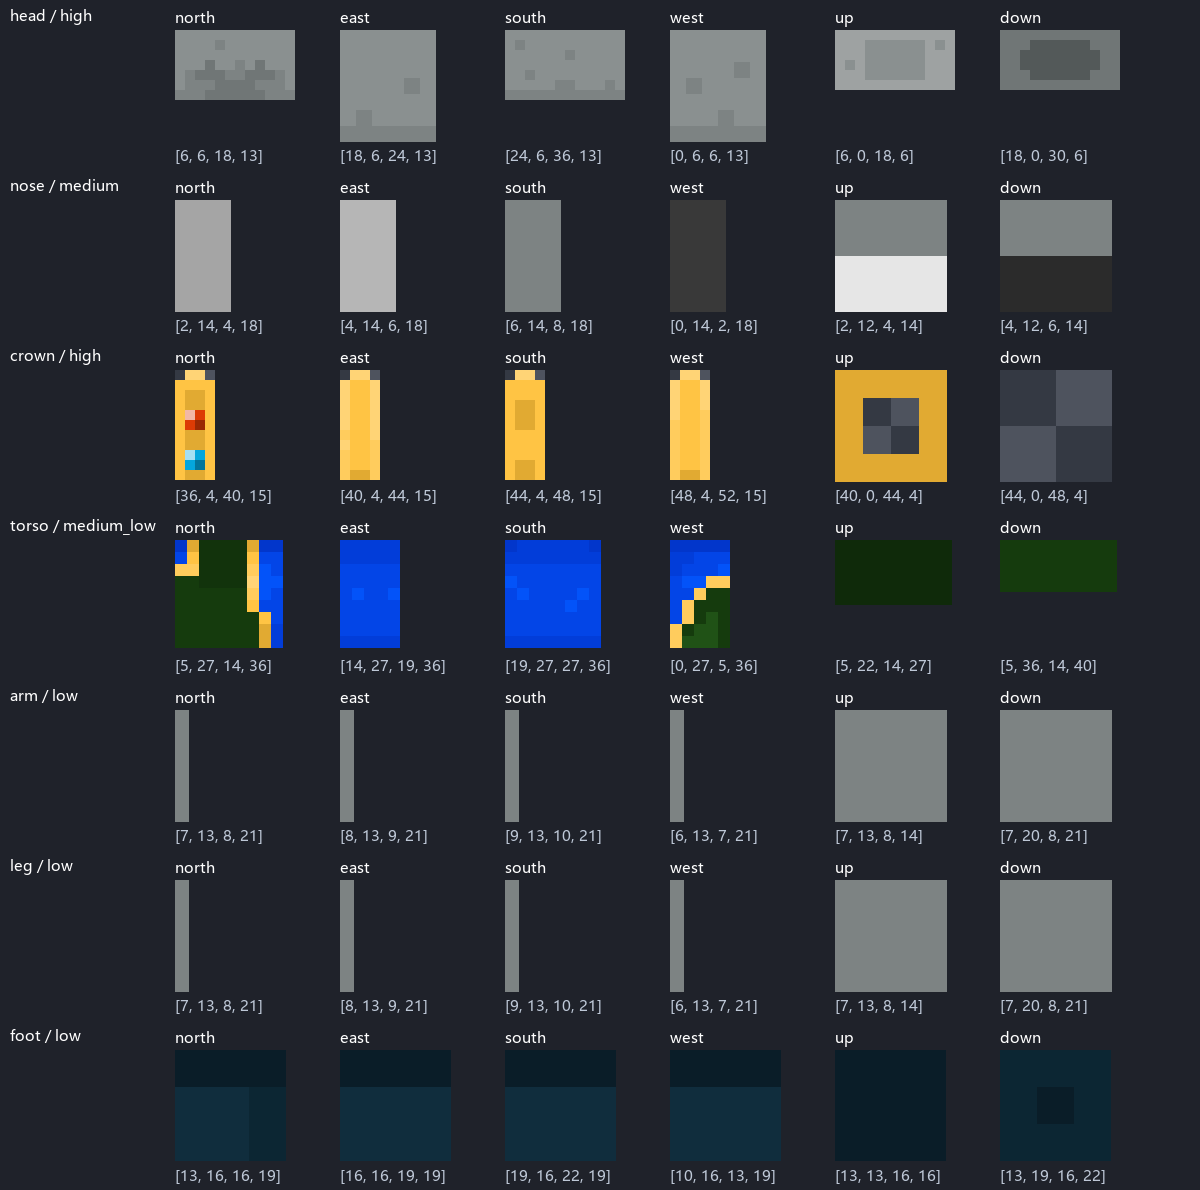 head / high north east south west up down
[6, 6, 18, 13] [18, 6, 24, 13] [24, 6, 36, 13] [0, 6, 6, 13] [6, 0, 18, 6] [18, 0, 30, 6]
nose / medium north east south west up down
[2, 14, 4, 18] [4, 14, 6, 18] [6, 14, 8, 18] [0, 14, 2, 18] [2, 12, 4, 14] [4, 12, 6, 14]
crown / high north east south west up down
[36, 4, 40, 15] [40, 4, 44, 15] [44, 4, 48, 15] [48, 4, 52, 15] [40, 0, 44, 4] [44, 0, 48, 4]
torso / medium_low north east south west up down
[5, 27, 14, 36] [14, 27, 19, 36] [19, 27, 27, 36] [0, 27, 5, 36] [5, 22, 14, 27] [5, 36, 14, 40]
arm / low north east south west up down
[7, 13, 8, 21] [8, 13, 9, 21] [9, 13, 10, 21] [6, 13, 7, 21] [7, 13, 8, 14] [7, 20, 8, 21]
leg / low north east south west up down
[7, 13, 8, 21] [8, 13, 9, 21] [9, 13, 10, 21] [6, 13, 7, 21] [7, 13, 8, 14] [7, 20, 8, 21]
foot / low north east south west up down
[13, 16, 16, 19] [16, 16, 19, 19] [19, 16, 22, 19] [10, 16, 13, 19] [13, 13, 16, 16] [13, 19, 16, 22]